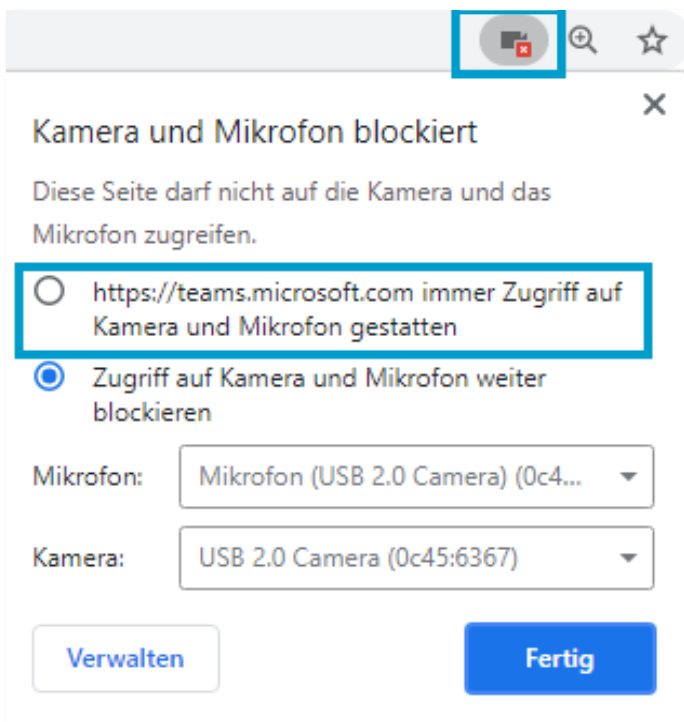 Kamera und Mikrofon blockiert
Diese Seite darf nicht auf die Kamera und das
Mikrofon zugreifen.
https://teams.microsoft.com immer Zugriff auf
Kamera und Mikrofon gestatten
Zugriff auf Kamera und Mikrofon weiter
blockieren
Mikrofon: Mikrofon (USB 2.0 Camera) (0c4...
Kamera: USB 2.0 Camera (0c45:6367)
Verwalten Fertig